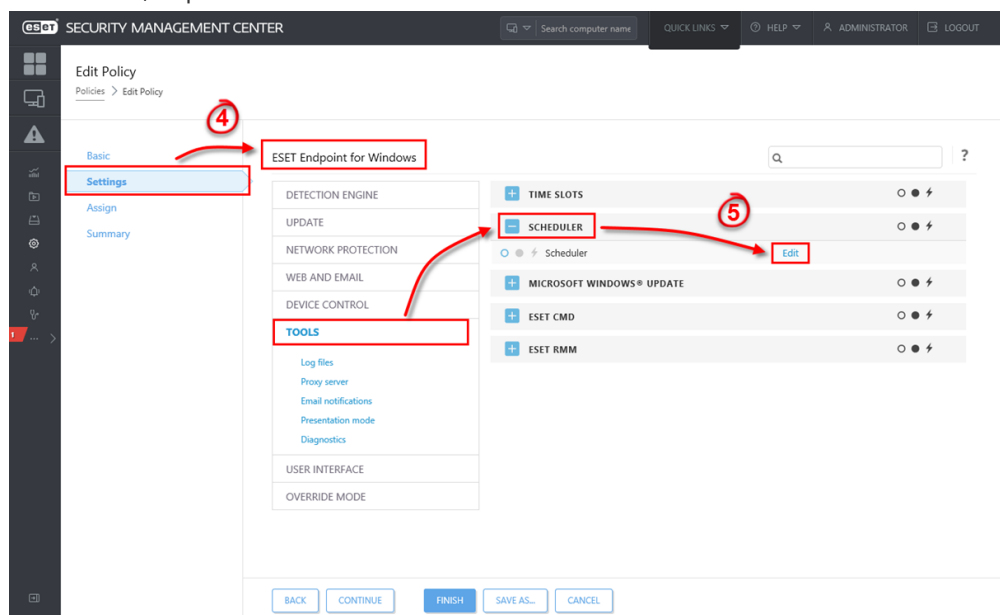 eset SECURITY MANAGEMENT CENTER
Search computer name
QUICK LINKS
HELP
ADMINISTRATOR
LOGOUT
Edit Policy
Policies > Edit Policy
4
Basic
Settings
Assign
Summary
ESET Endpoint for Windows
?
DETECTION ENGINE
UPDATE
NETWORK PROTECTION
WEB AND EMAIL
DEVICE CONTROL
TOOLS
Log files
Proxy server
Email notifications
Presentation mode
Diagnostics
USER INTERFACE
OVERRIDE MODE
TIME SLOTS
5
SCHEDULER
Scheduler
Edit
MICROSOFT WINDOWS® UPDATE
ESET CMD
ESET RMM
1
...
BACK
CONTINUE
FINISH
SAVE AS...
CANCEL